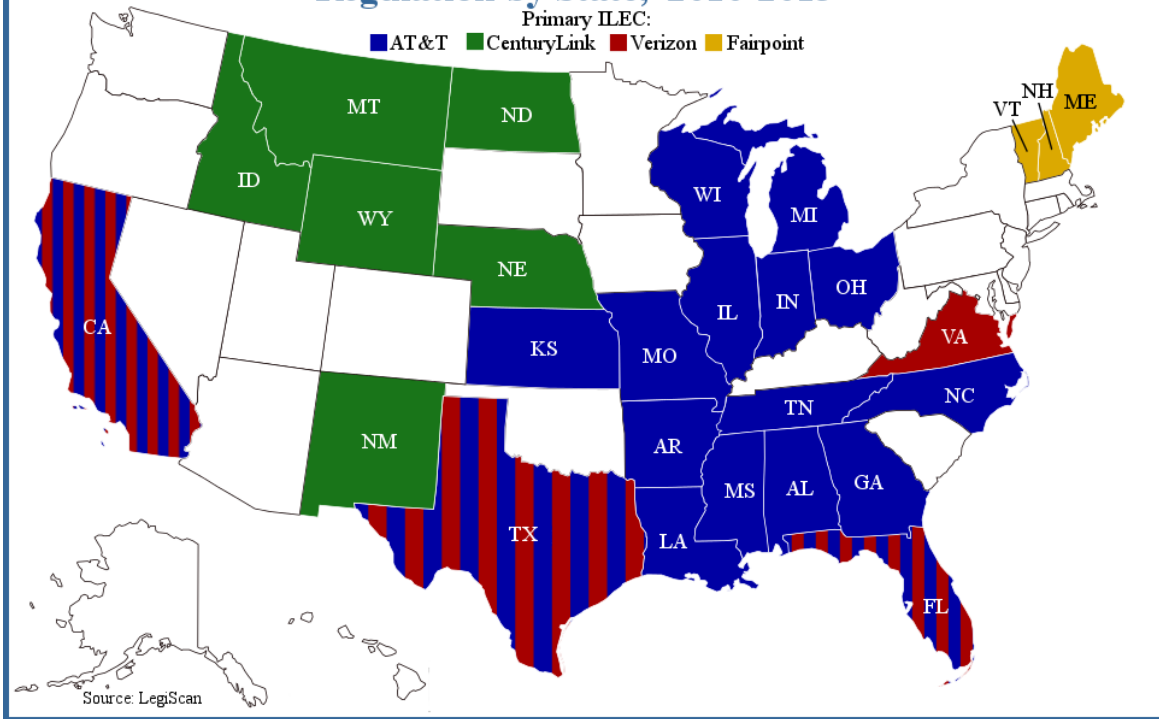 Primary ILEC:
AT&T CenturyLink Verizon Fairpoint
NH
VT ME
MT ND
ID
WY
WI
MI
NE
OH
IL IN
CA
VA
KS
MO
NC
TN
NM
AR
MS AL GA
TX
LA
FL
Source: LegiScan